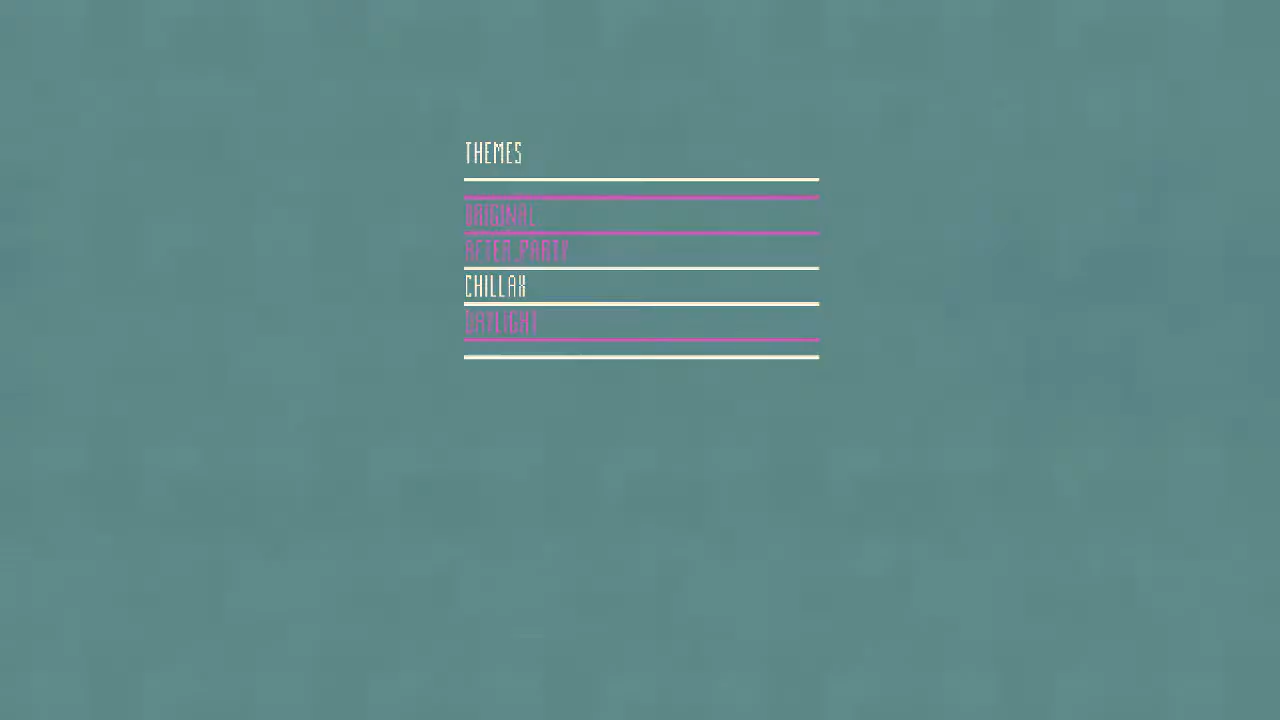 THEMES
ORIGINAL
AFTER_PARTY
CHILLAX
DAYLIGHT